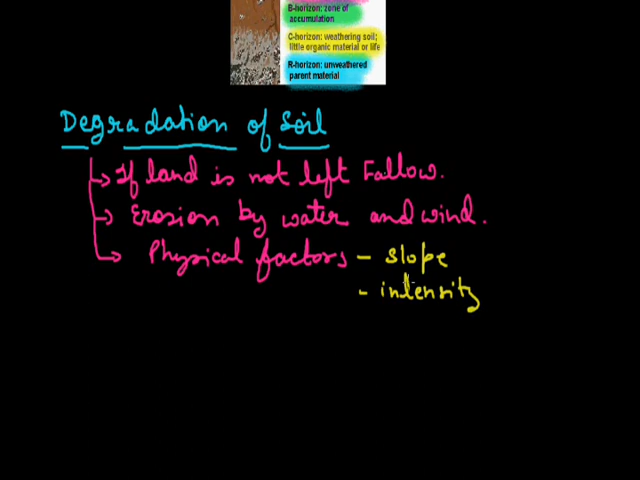 B-horizon: zone of
accumulation
C-horizon: weathering soil;
little organic material or life
R-horizon: unweathered
parent material
Degradation of Soil
If land is not left Fallow.
Erosion by water and wind.
Physical factors - slope
- intensity